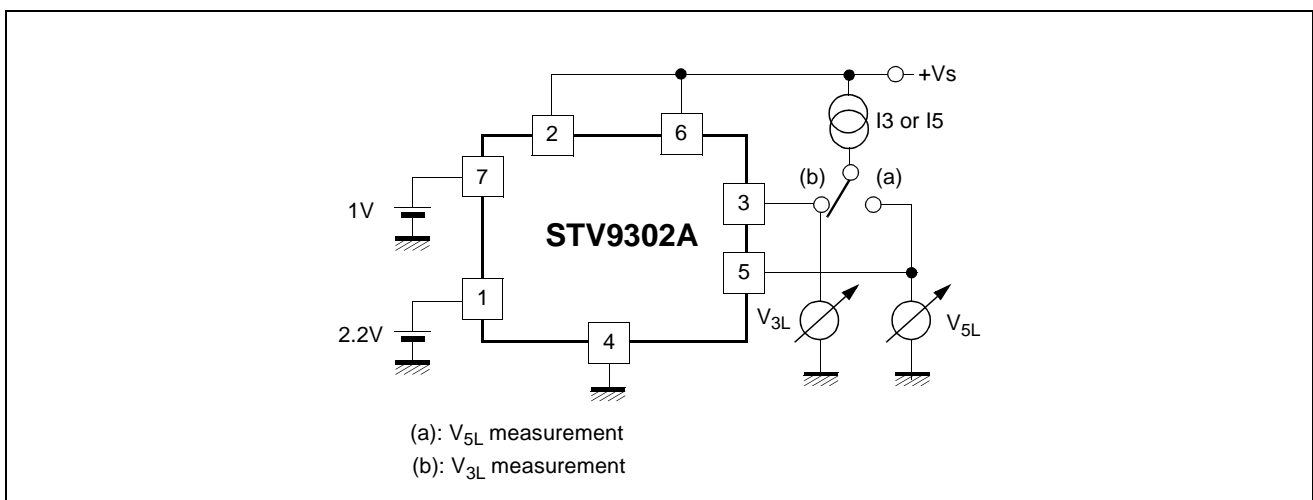 +Vs
I3 or I5
2
6
7
(b)
(a)
3
1V
STV9302A
5
1
V3L
V5L
2.2V
4
(a): V5L measurement
(b): V3L measurement